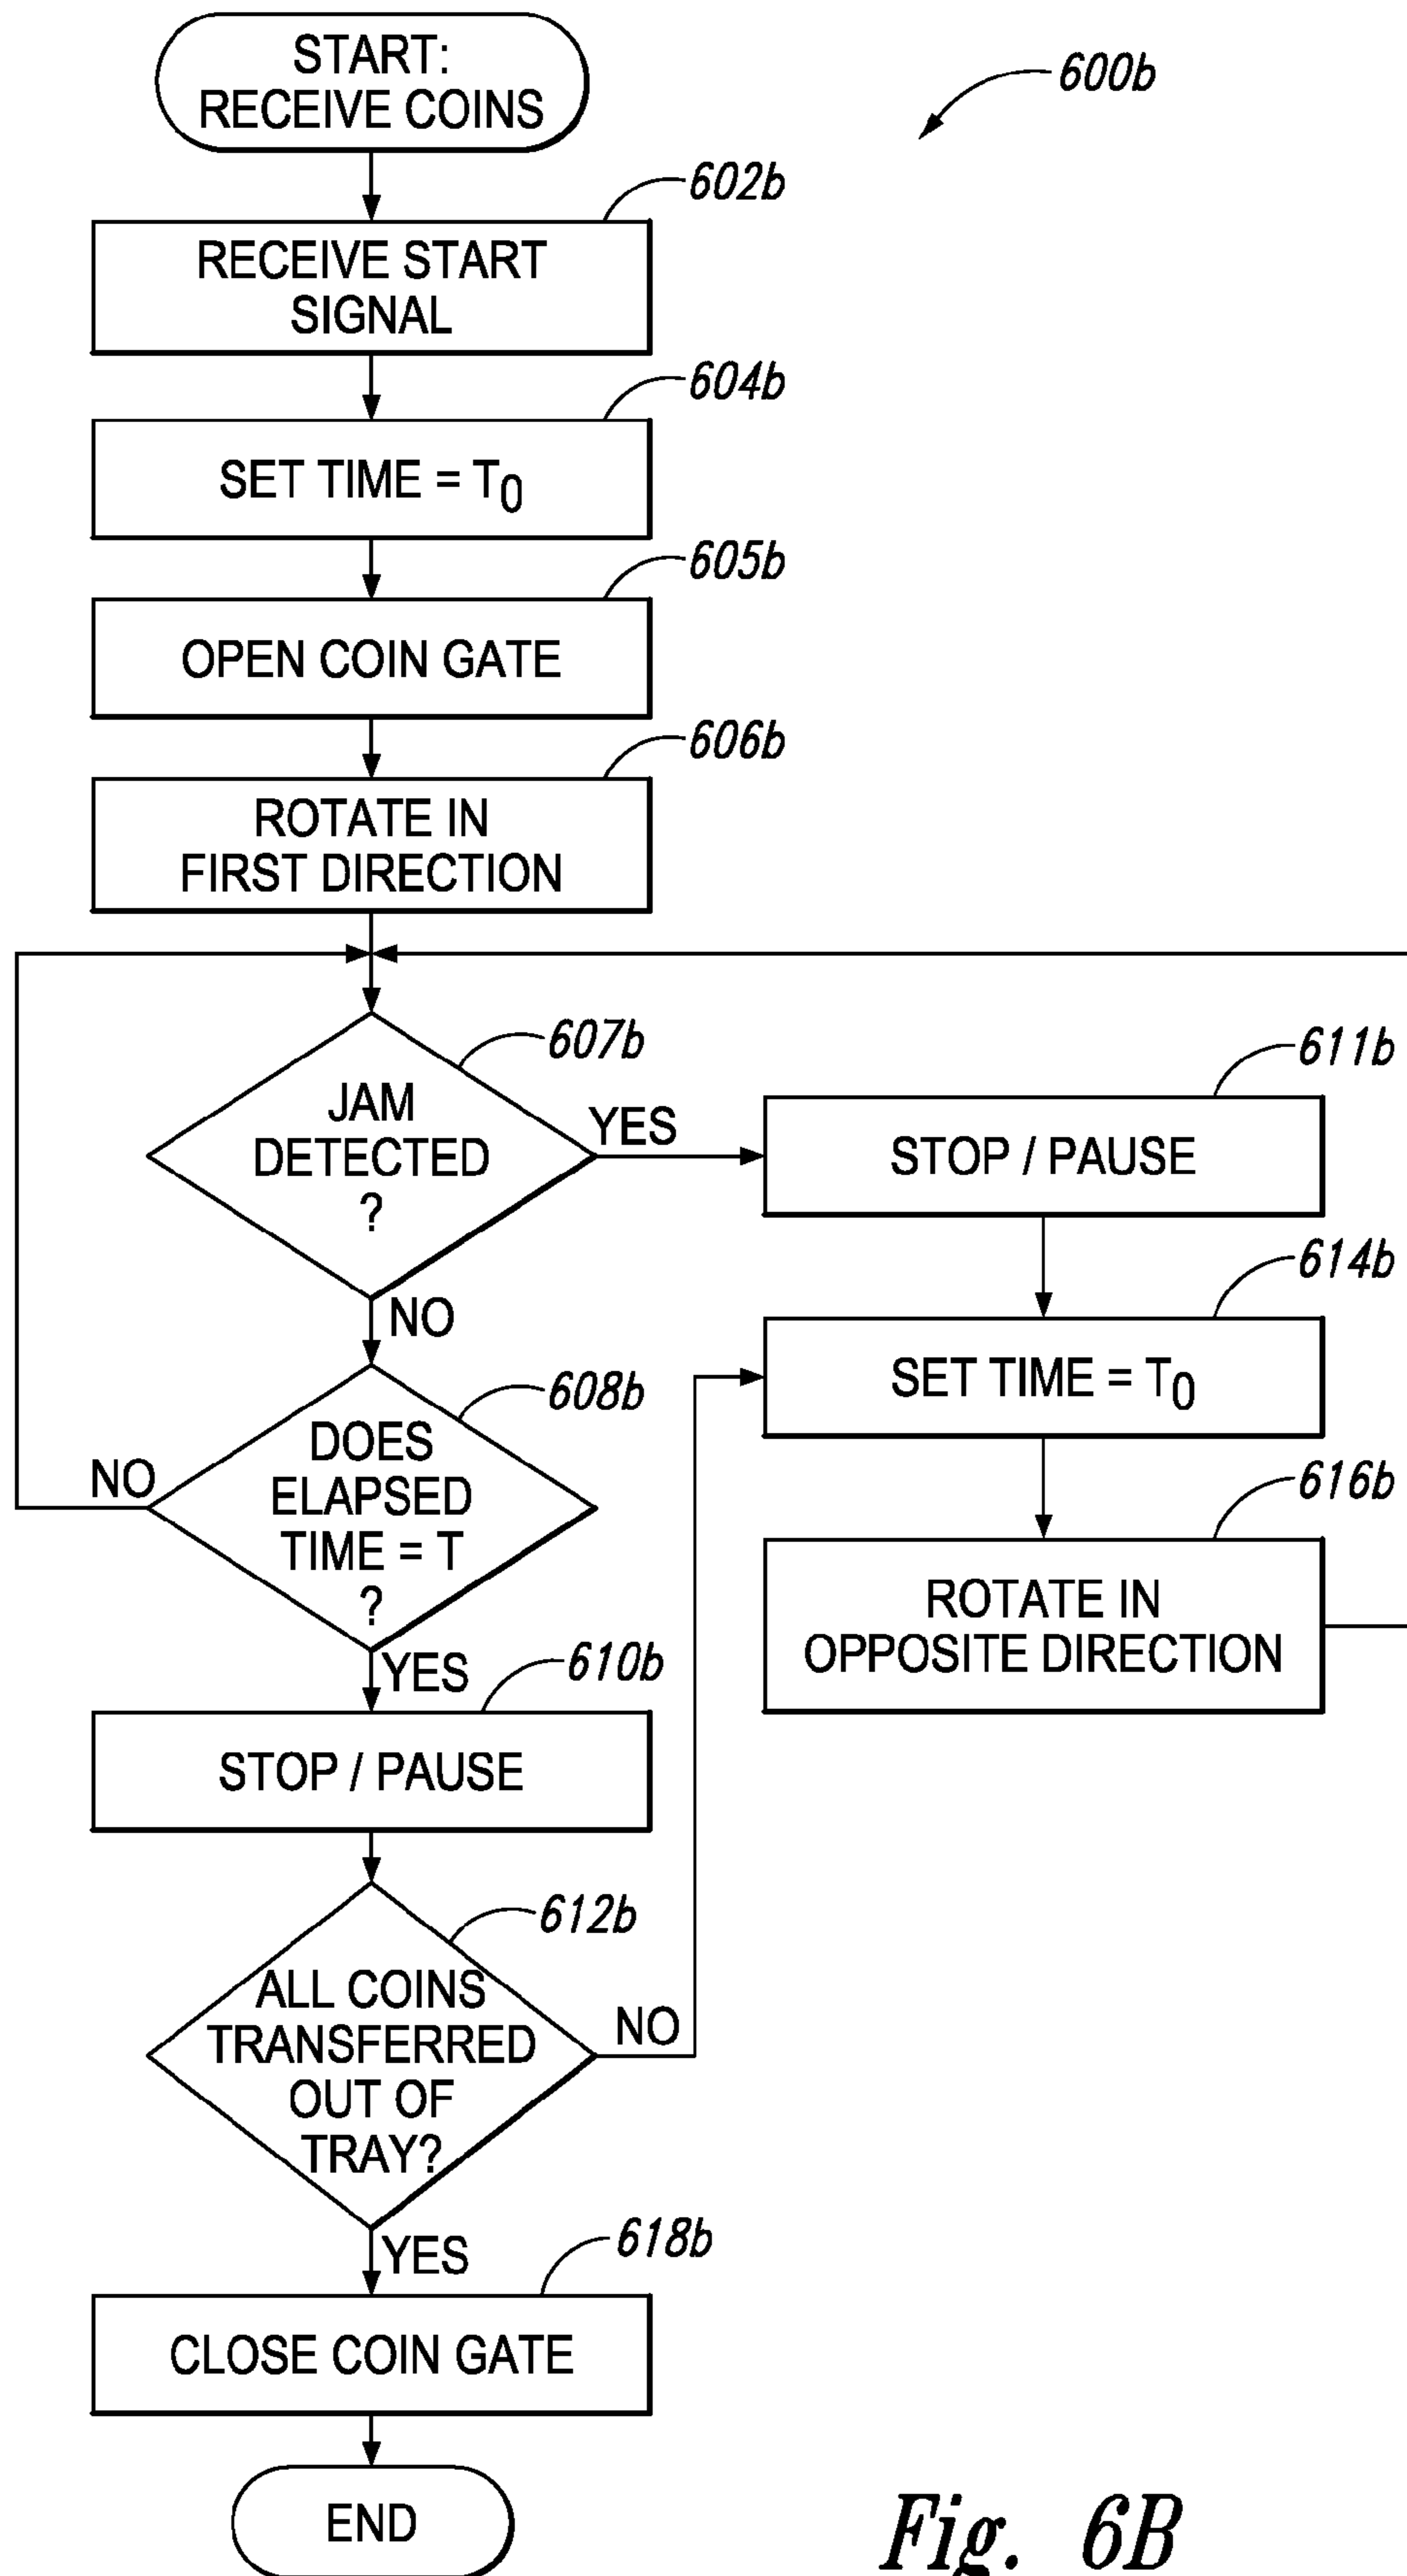 START:
RECEIVE COINS
600b
602b
RECEIVE START
SIGNAL
604b
SET TIME = T0
605b
OPEN COIN GATE
606b
ROTATE IN
FIRST DIRECTION
607b
JAM
DETECTED
?
YES
NO
611b
STOP / PAUSE
614b
SET TIME = T0
616b
ROTATE IN
OPPOSITE DIRECTION
608b
DOES
ELAPSED
TIME = T
?
NO
YES
610b
STOP / PAUSE
612b
ALL COINS
TRANSFERRED
OUT OF
TRAY?
NO
YES
618b
CLOSE COIN GATE
END
Fig. 6B